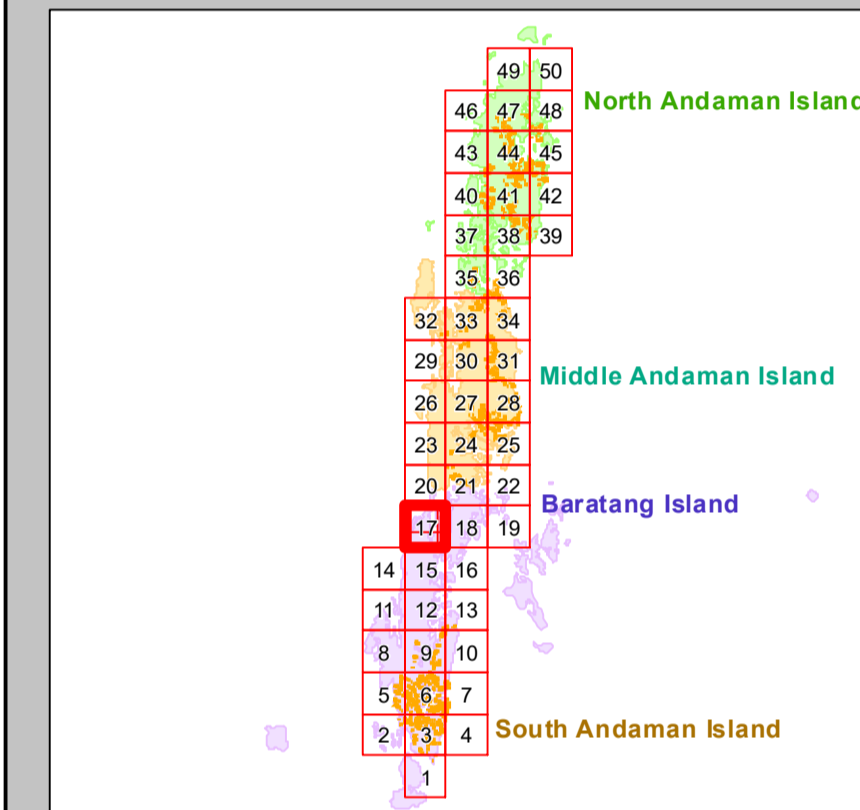 49 50
North Andaman Island
46 47 48
43 44 45
40 41 42
37 38 39
35 36
32 33 34
29 30 31
Middle Andaman Island
26 27 28
23 24 25
20 21 22
Baratang Island
17 18 19
14 15 16
11 12 13
8 9 10
5 6 7
2 3 4
South Andaman Island
1